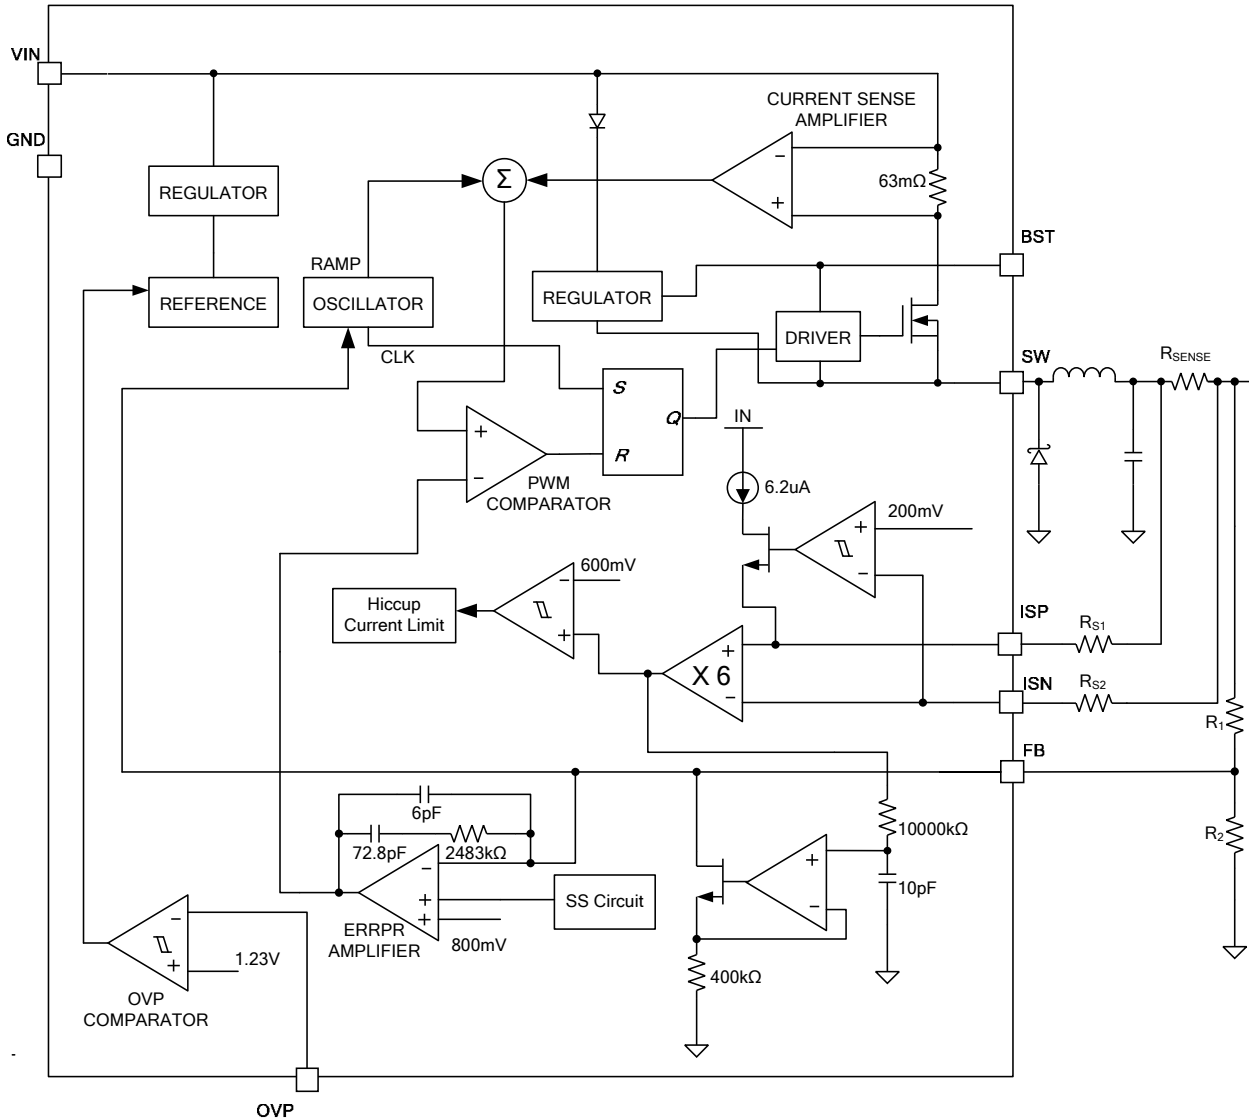 VIN
GND
CURRENT SENSE
AMPLIFIER
Σ
−
+
63mΩ
REGULATOR
BST
RAMP
REFERENCE
OSCILLATOR
REGULATOR
DRIVER
CLK
SW
RSENSE
S
Q
R
IN
+
−
PWM
COMPARATOR
6.2uA
200mV
+
−
600mV
−
+
Hiccup
Current Limit
ISP
RS1
X 6
+
−
ISN
RS2
R1
FB
6pF
72.8pF
2483kΩ
10000kΩ
R2
−
+
+
SS Circuit
+
−
10pF
ERRPR
AMPLIFIER
800mV
−
+
1.23V
400kΩ
OVP
COMPARATOR
-
OVP